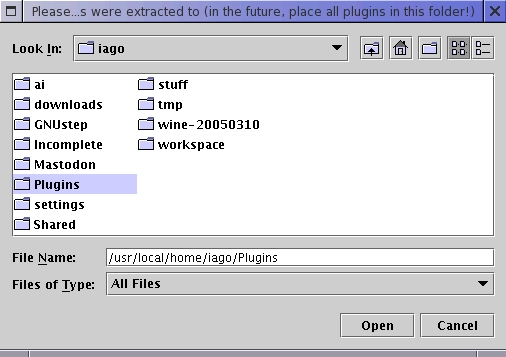 Please...s were extracted to (in the future, place all plugins in this folder!)
Look In: iago
ai
downloads
GNUstep
Incomplete
Mastodon
Plugins
settings
Shared
stuff
tmp
wine-20050310
workspace
File Name: /usr/local/home/iago/Plugins
Files of Type: All Files
Open Cancel